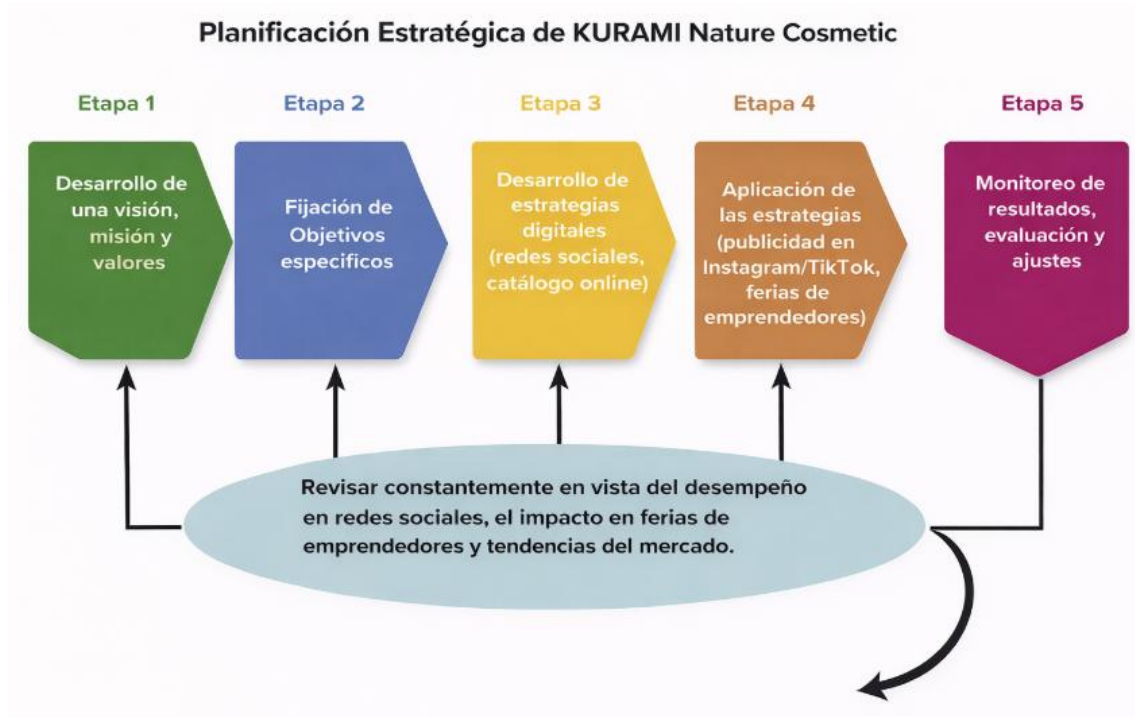 Planificación Estratégica de KURAMI Nature Cosmetic
Etapa 1
Etapa 2
Etapa 3
Etapa 4
Etapa 5
Desarrollo de
una visión,
misión y
valores
Fijación de
Objetivos
especificos
Desarrollo de
estrategias
digitales
(redes sociales,
catálogo online)
Aplicación de
las estrategias
(publicidad en
Instagram/TikTok,
ferias de
emprendedores)
Monitoreo de
resultados,
evaluación y
ajustes
Revisar constantemente en vista del desempeño
en redes sociales, el impacto en ferias de
emprendedores y tendencias del mercado.